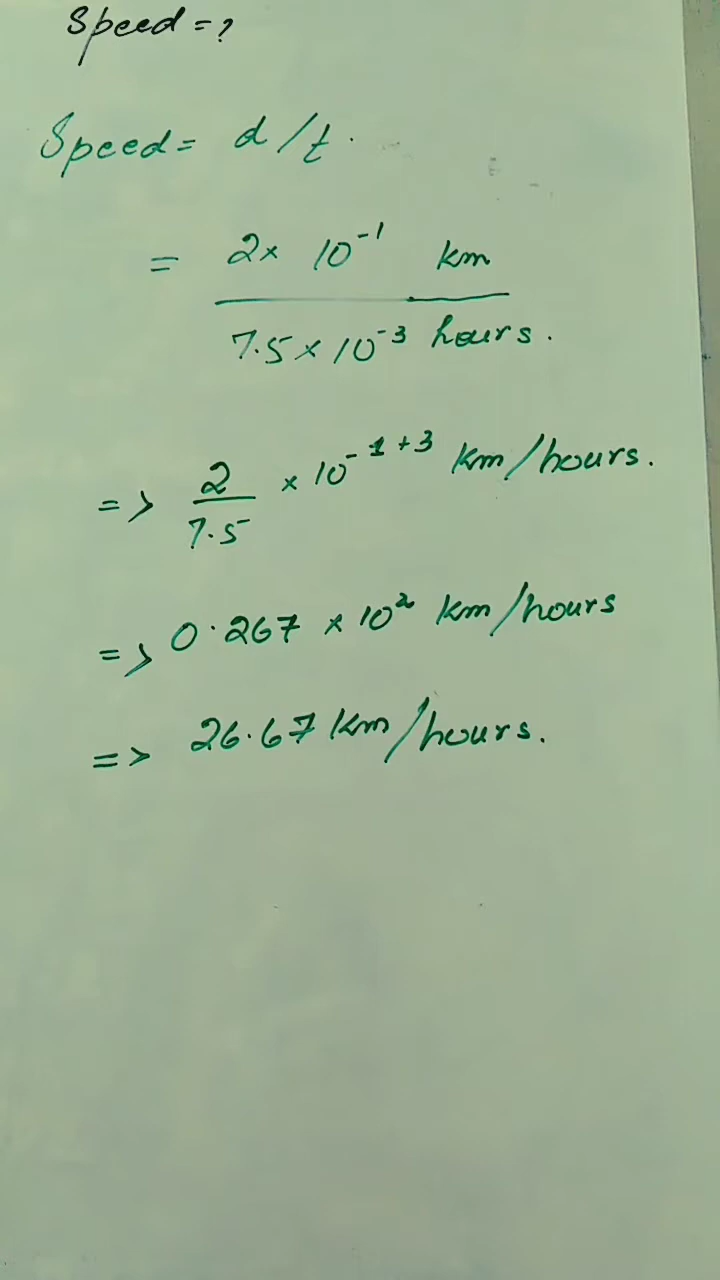 Speed = ?
Speed = d/t.
= 2 × 10⁻¹ km
7.5 × 10⁻³ hours.
=> 2/7.5 × 10⁻¹⁺³ km/hours.
=> 0.267 × 10² km/hours
=> 26.67 km/hours.